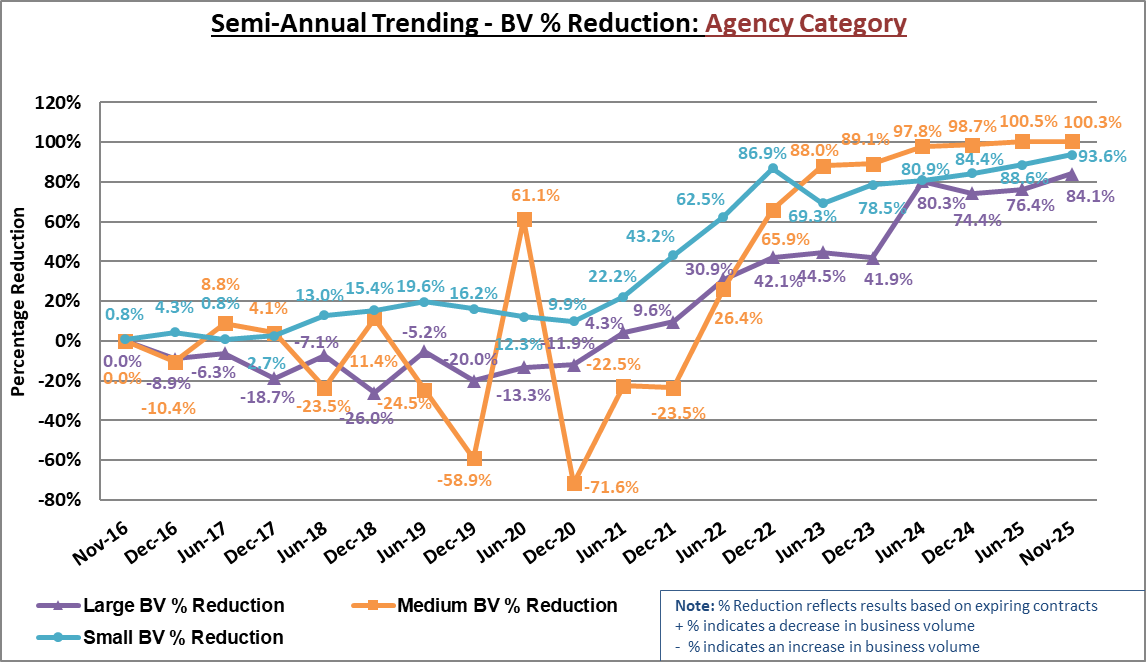 Semi-Annual Trending - BV % Reduction: Agency Category
Percentage Reduction
120%
100%
80%
60%
40%
20%
0%
-20%
-40%
-60%
-80%
0.8% 4.3% 0.8% 2.7% 13.0% 15.4% 19.6% 16.2% 12.3% 9.9% 22.2% 43.2% 62.5% 86.9% 69.3% 78.5% 80.9% 84.4% 88.6% 93.6%
0.0% -10.4% 8.8% 4.1% -23.5% 11.4% -24.5% -58.9% 61.1% -71.6% -22.5% -23.5% 26.4% 65.9% 88.0% 89.1% 97.8% 98.7% 100.5% 100.3%
0.0% -8.9% -6.3% -18.7% -7.1% -26.0% -5.2% -20.0% -13.3% -11.9% 4.3% 9.6% 30.9% 42.1% 44.5% 41.9% 80.3% 74.4% 76.4% 84.1%
Nov-16 Dec-16 Jun-17 Dec-17 Jun-18 Dec-18 Jun-19 Dec-19 Jun-20 Dec-20 Jun-21 Dec-21 Jun-22 Dec-22 Jun-23 Dec-23 Jun-24 Dec-24 Jun-25 Nov-25
Large BV % Reduction
Medium BV % Reduction
Small BV % Reduction
Note: % Reduction reflects results based on expiring contracts
+ % indicates a decrease in business volume
- % indicates an increase in business volume